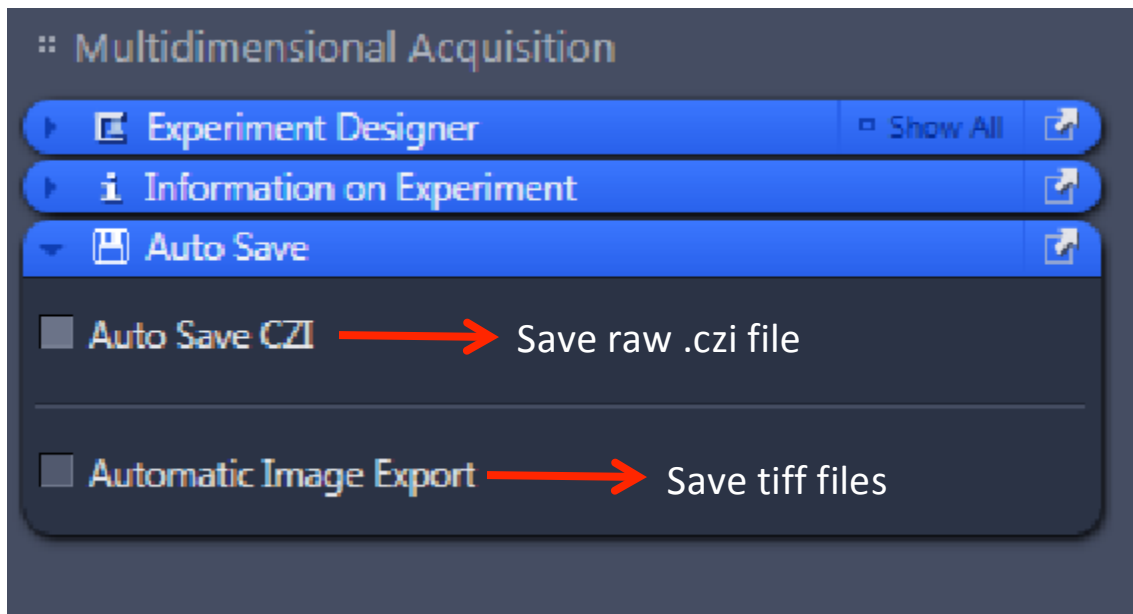 Multidimensional Acquisition
Experiment Designer Show All
Information on Experiment
Auto Save
Auto Save CZI Save raw .czi file
Automatic Image Export Save tiff files